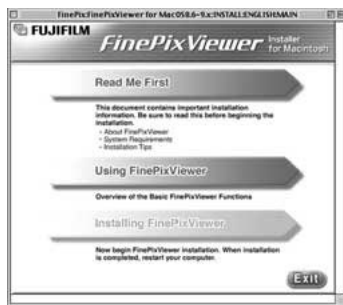 FinePix:FinePixViewer for MacOS8.6~9.x:INSTALL:ENGLISH:MAIN
FUJIFILM
FinePixViewer Installer for Macintosh
Read Me First
This document contains important installation
information. Be sure to read this before beginning the
installation.
- About FinePixViewer
- System Requirements
- Installation Tips
Using FinePixViewer
Overview of the Basic FinePixViewer Functions
Installing FinePixViewer
Now begin FinePixViewer installation. When installation
is completed, restart your computer.
Exit